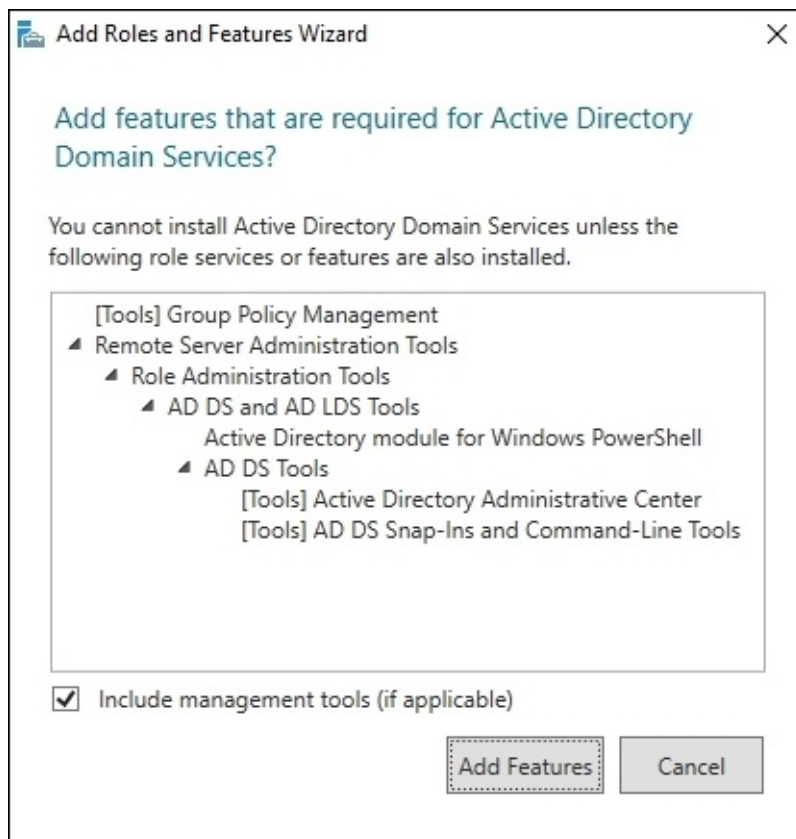 Add Roles and Features Wizard
Add features that are required for Active Directory
Domain Services?
You cannot install Active Directory Domain Services unless the
following role services or features are also installed.
[Tools] Group Policy Management
Remote Server Administration Tools
Role Administration Tools
AD DS and AD LDS Tools
Active Directory module for Windows PowerShell
AD DS Tools
[Tools] Active Directory Administrative Center
[Tools] AD DS Snap-Ins and Command-Line Tools
Include management tools (if applicable)
Add Features Cancel